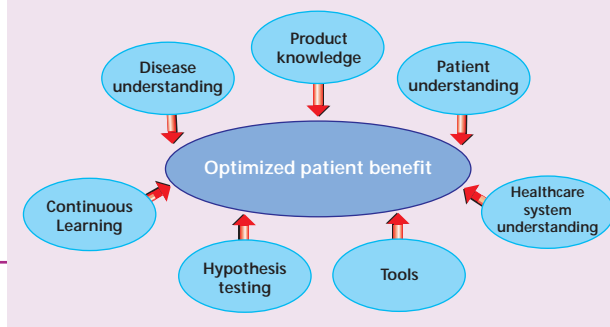 Product
knowledge
Disease
understanding
Patient
understanding
Optimized patient benefit
Continuous
Learning
Healthcare
system
understanding
Hypothesis
testing
Tools